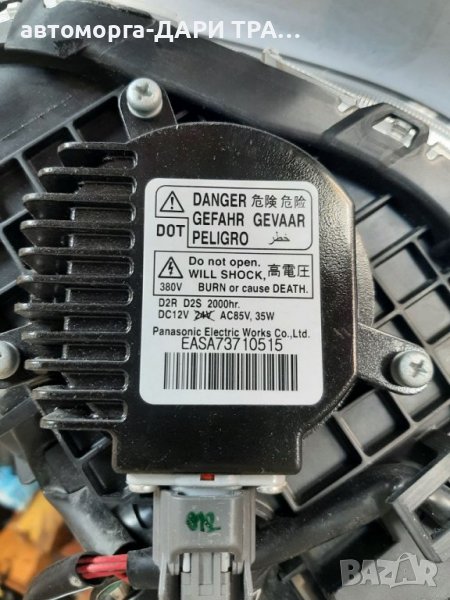 автоморга-ДАРИ ТРА...
DANGER 危険 危险
DOT GEFAHR GEVAAR
PELIGRO خطر
Do not open.
WILL SHOCK, 高電圧
380V BURN or cause DEATH.
D2R D2S 2000hr.
DC12V 24V AC85V, 35W
Panasonic Electric Works Co.,Ltd.
EASA73710515
BAZAR